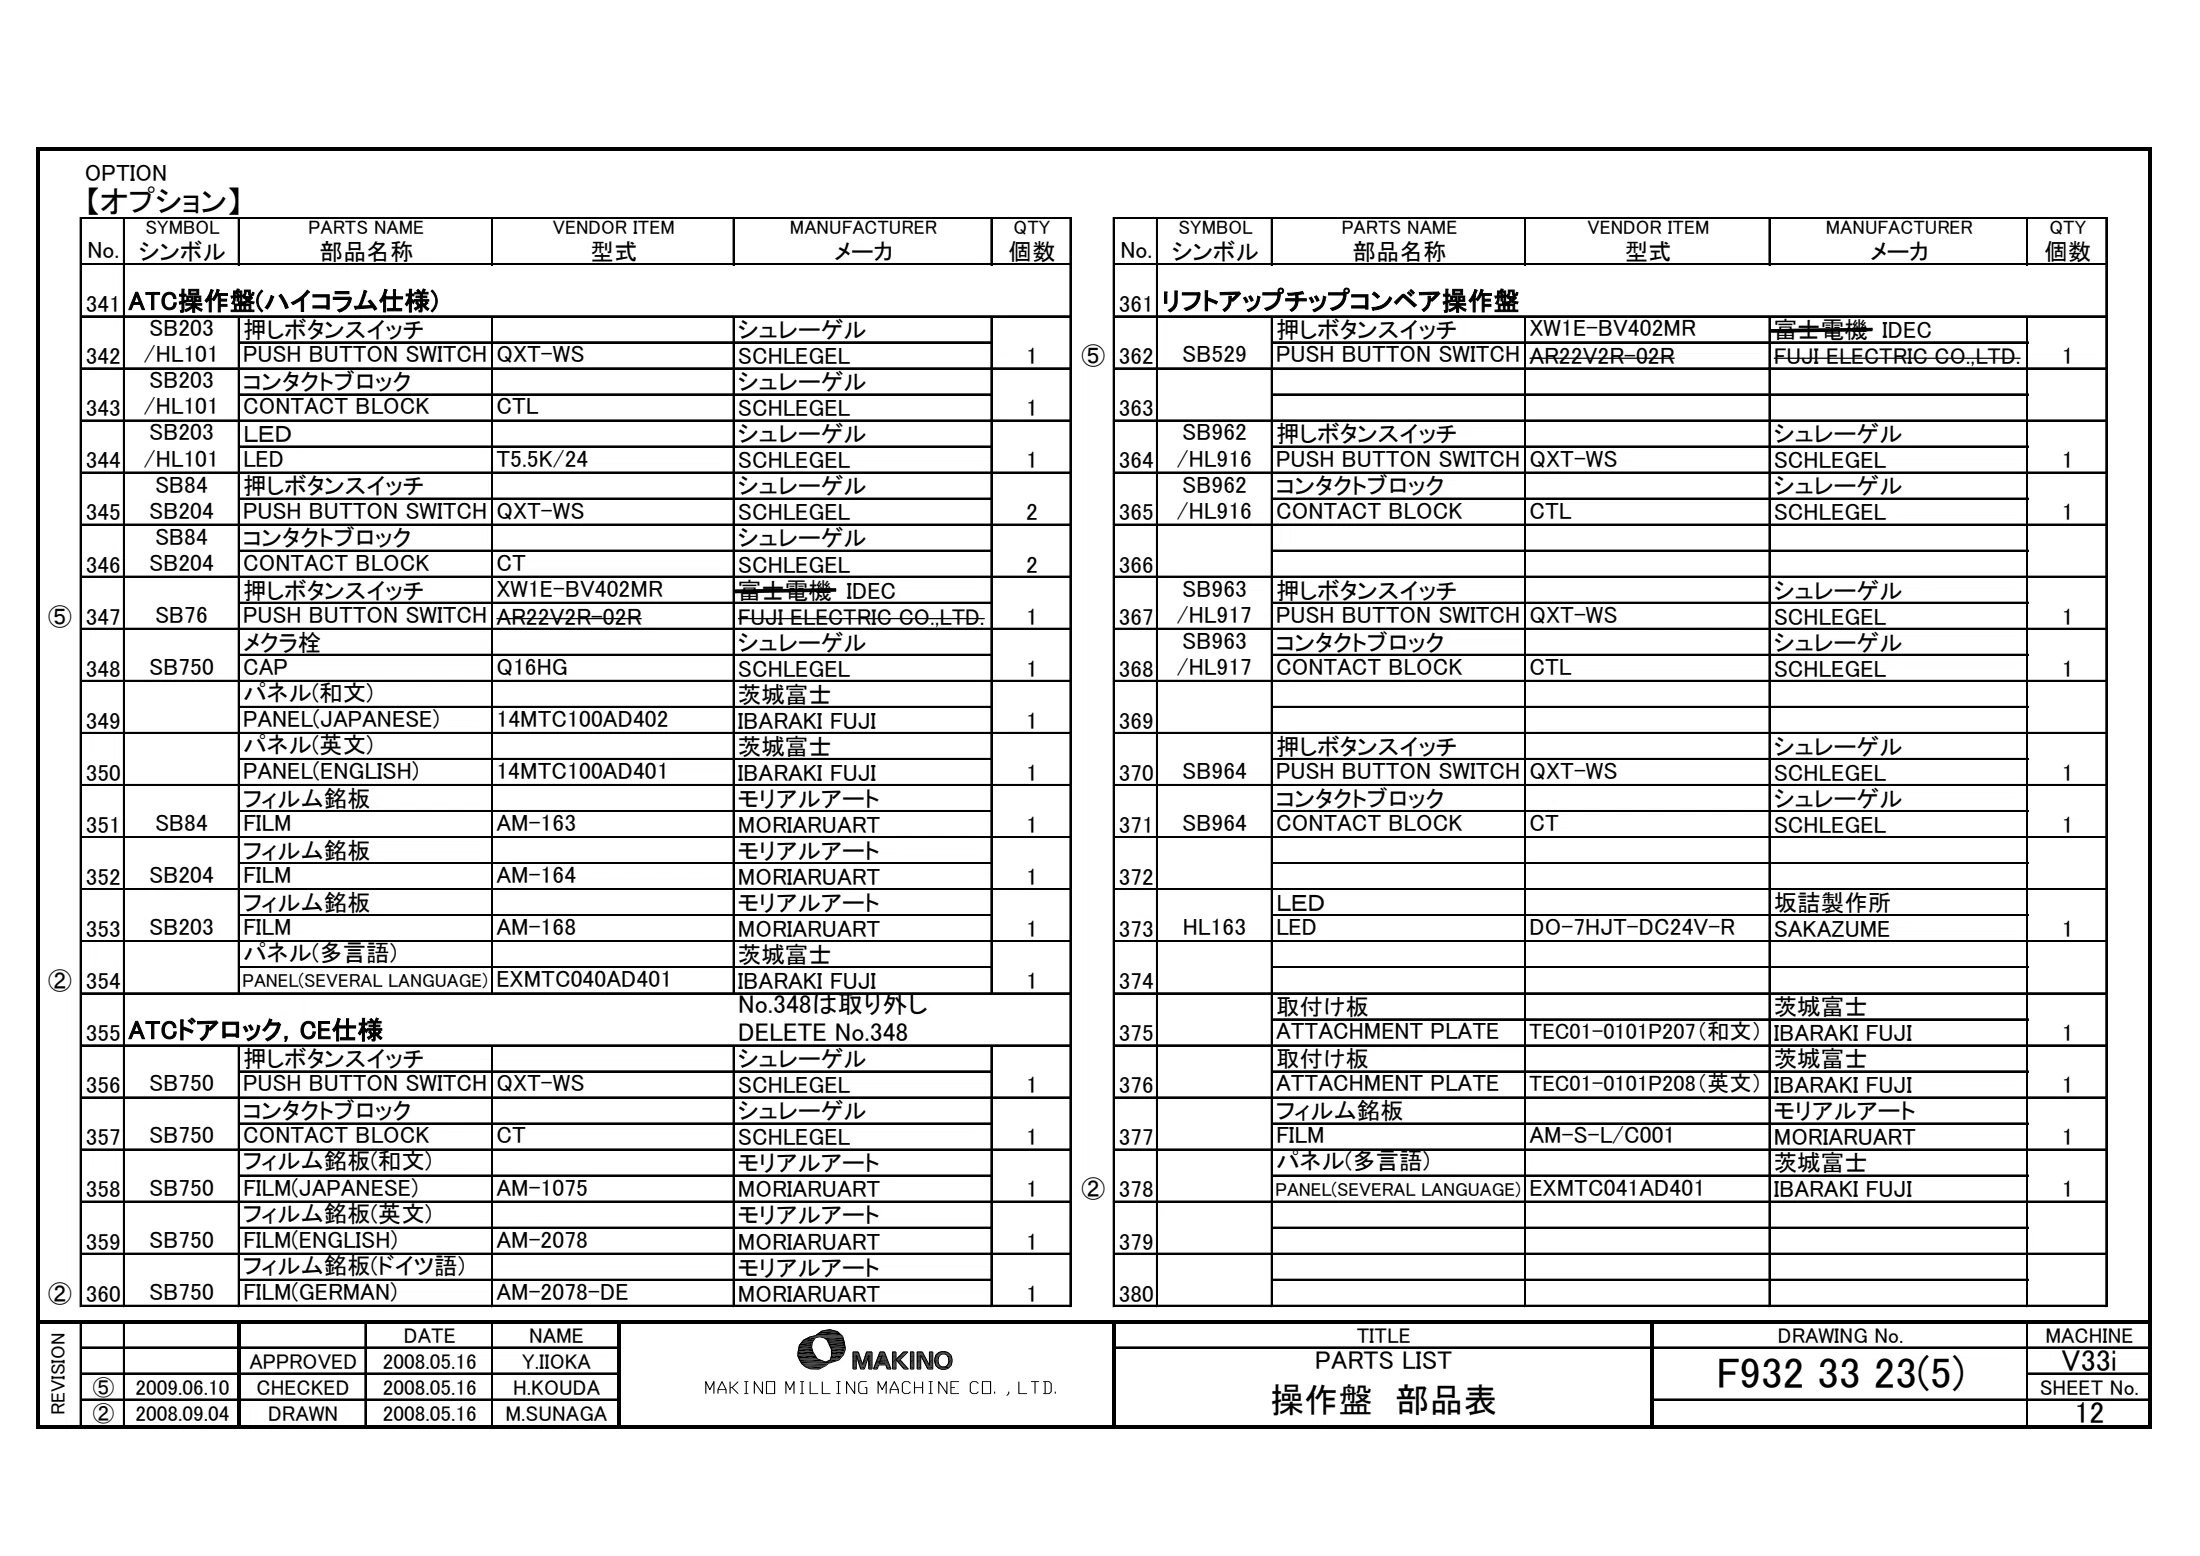 OPTION
【オプション】
No. SYMBOL シンボル PARTS NAME 部品名称 VENDOR ITEM 型式 MANUFACTURER メーカ QTY 個数
341 ATC操作盤(ハイコラム仕様)
SB203 押しボタンスイッチ シュレーゲル
342 /HL101 PUSH BUTTON SWITCH QXT-WS SCHLEGEL 1
SB203 コンタクトブロック シュレーゲル
343 /HL101 CONTACT BLOCK CTL SCHLEGEL 1
SB203 LED シュレーゲル
344 /HL101 LED T5.5K/24 SCHLEGEL 1
SB84 押しボタンスイッチ シュレーゲル
345 SB204 PUSH BUTTON SWITCH QXT-WS SCHLEGEL 2
SB84 コンタクトブロック シュレーゲル
346 SB204 CONTACT BLOCK CT SCHLEGEL 2
押しボタンスイッチ XW1E-BV402MR 富士電機 IDEC
⑤ 347 SB76 PUSH BUTTON SWITCH AR22V2R-02R FUJI ELECTRIC CO.,LTD. 1
メクラ栓 シュレーゲル
348 SB750 CAP Q16HG SCHLEGEL 1
パネル(和文) 茨城富士
349 PANEL(JAPANESE) 14MTC100AD402 IBARAKI FUJI 1
パネル(英文) 茨城富士
350 PANEL(ENGLISH) 14MTC100AD401 IBARAKI FUJI 1
フィルム銘板 モリアルアート
351 SB84 FILM AM-163 MORIARUART 1
フィルム銘板 モリアルアート
352 SB204 FILM AM-164 MORIARUART 1
フィルム銘板 モリアルアート
353 SB203 FILM AM-168 MORIARUART 1
パネル(多言語) 茨城富士
② 354 PANEL(SEVERAL LANGUAGE) EXMTC040AD401 IBARAKI FUJI 1
No.348は取り外し
355 ATCドアロック, CE仕様 DELETE No.348
押しボタンスイッチ シュレーゲル
356 SB750 PUSH BUTTON SWITCH QXT-WS SCHLEGEL 1
コンタクトブロック シュレーゲル
357 SB750 CONTACT BLOCK CT SCHLEGEL 1
フィルム銘板(和文) モリアルアート
358 SB750 FILM(JAPANESE) AM-1075 MORIARUART 1
フィルム銘板(英文) モリアルアート
359 SB750 FILM(ENGLISH) AM-2078 MORIARUART 1
フィルム銘板(ドイツ語) モリアルアート
② 360 SB750 FILM(GERMAN) AM-2078-DE MORIARUART 1
No. SYMBOL シンボル PARTS NAME 部品名称 VENDOR ITEM 型式 MANUFACTURER メーカ QTY 個数
361 リフトアップチップコンベア操作盤
押しボタンスイッチ XW1E-BV402MR 富士電機 IDEC
⑤ 362 SB529 PUSH BUTTON SWITCH AR22V2R-02R FUJI ELECTRIC CO.,LTD. 1
363
SB962 押しボタンスイッチ シュレーゲル
364 /HL916 PUSH BUTTON SWITCH QXT-WS SCHLEGEL 1
SB962 コンタクトブロック シュレーゲル
365 /HL916 CONTACT BLOCK CTL SCHLEGEL 1
366
SB963 押しボタンスイッチ シュレーゲル
367 /HL917 PUSH BUTTON SWITCH QXT-WS SCHLEGEL 1
SB963 コンタクトブロック シュレーゲル
368 /HL917 CONTACT BLOCK CTL SCHLEGEL 1
369
押しボタンスイッチ シュレーゲル
370 SB964 PUSH BUTTON SWITCH QXT-WS SCHLEGEL 1
コンタクトブロック シュレーゲル
371 SB964 CONTACT BLOCK CT SCHLEGEL 1
372
LED 坂詰製作所
373 HL163 LED DO-7HJT-DC24V-R SAKAZUME 1
374
取付け板 茨城富士
375 ATTACHMENT PLATE TEC01-0101P207(和文) IBARAKI FUJI 1
取付け板 茨城富士
376 ATTACHMENT PLATE TEC01-0101P208(英文) IBARAKI FUJI 1
フィルム銘板 モリアルアート
377 FILM AM-S-L/C001 MORIARUART 1
パネル(多言語) 茨城富士
② 378 PANEL(SEVERAL LANGUAGE) EXMTC041AD401 IBARAKI FUJI 1
379
380
REVISION
DATE NAME
APPROVED 2008.05.16 Y.IIOKA
⑤ 2009.06.10 CHECKED 2008.05.16 H.KOUDA
② 2008.09.04 DRAWN 2008.05.16 M.SUNAGA
MAKINO
MAKINO MILLING MACHINE CO., LTD.
TITLE
PARTS LIST
操作盤 部品表
DRAWING No.
F932 33 23(5)
MACHINE
V33i
SHEET No.
12